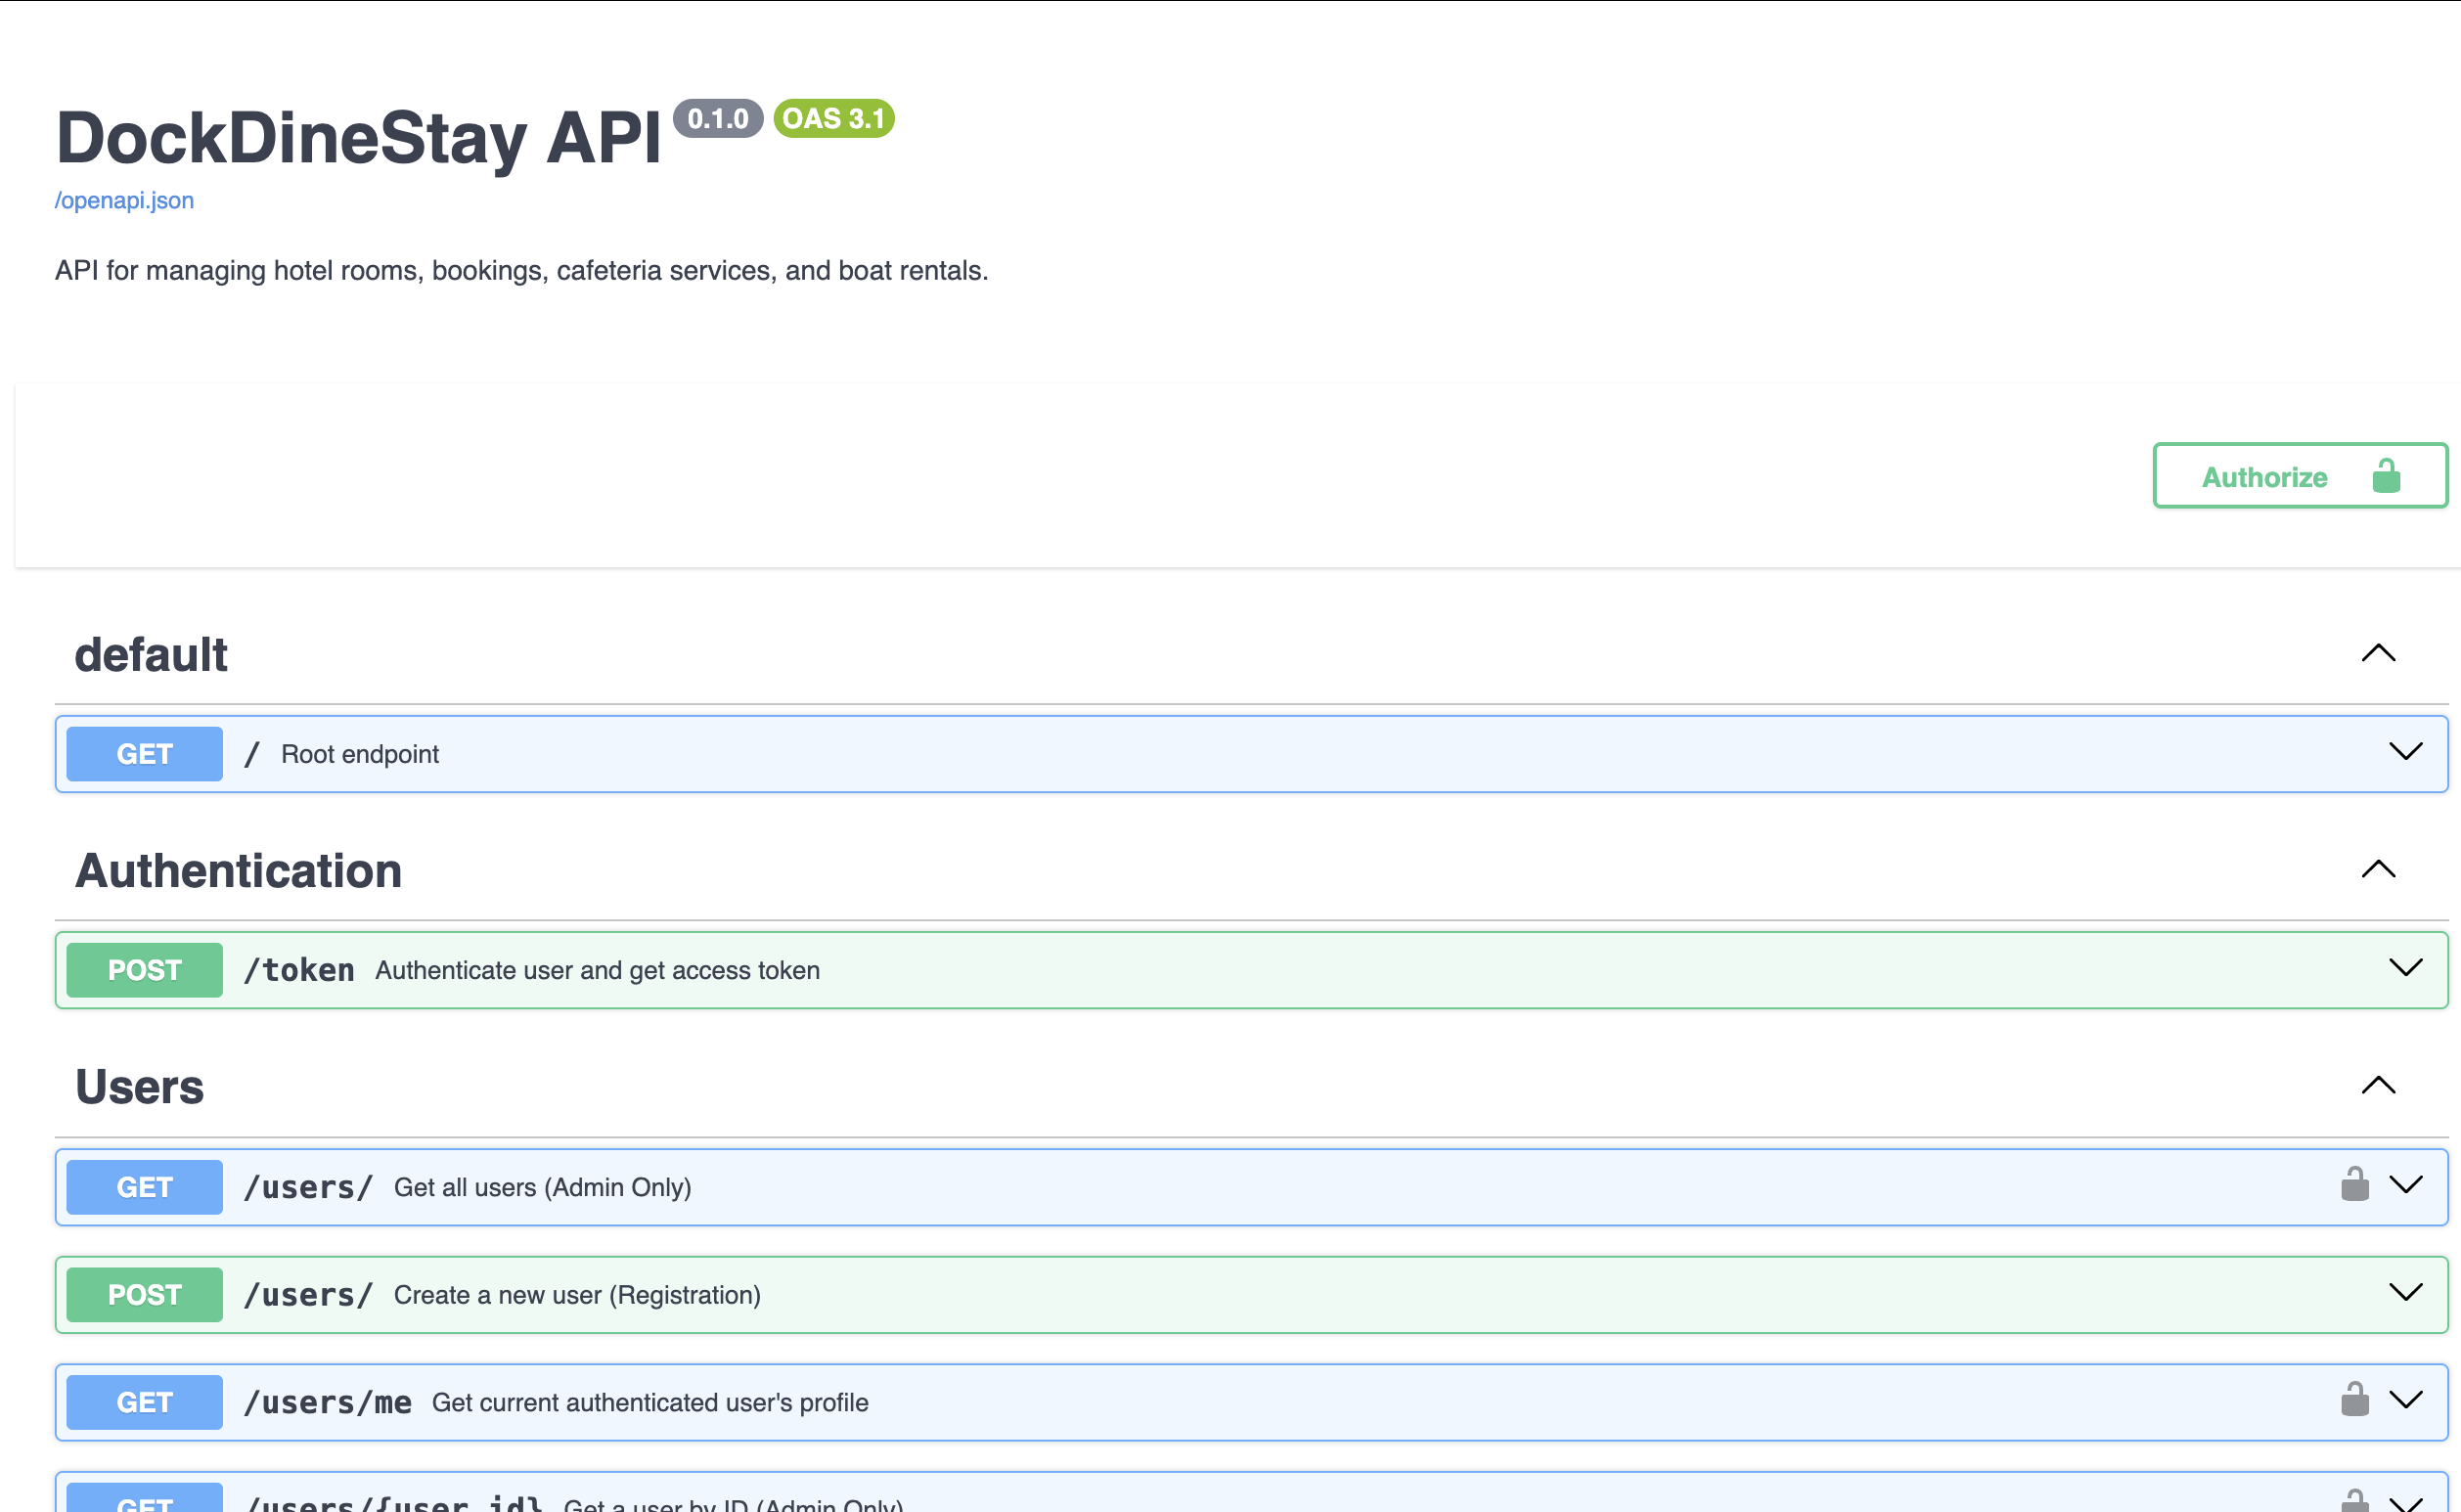 DockDineStay API 0.1.0 OAS 3.1
/openapi.json
API for managing hotel rooms, bookings, cafeteria services, and boat rentals.
Authorize
default
GET / Root endpoint
Authentication
POST /token Authenticate user and get access token
Users
GET /users/ Get all users (Admin Only)
POST /users/ Create a new user (Registration)
GET /users/me Get current authenticated user's profile
GET /users/{user_id} Get a user by ID (Admin Only)